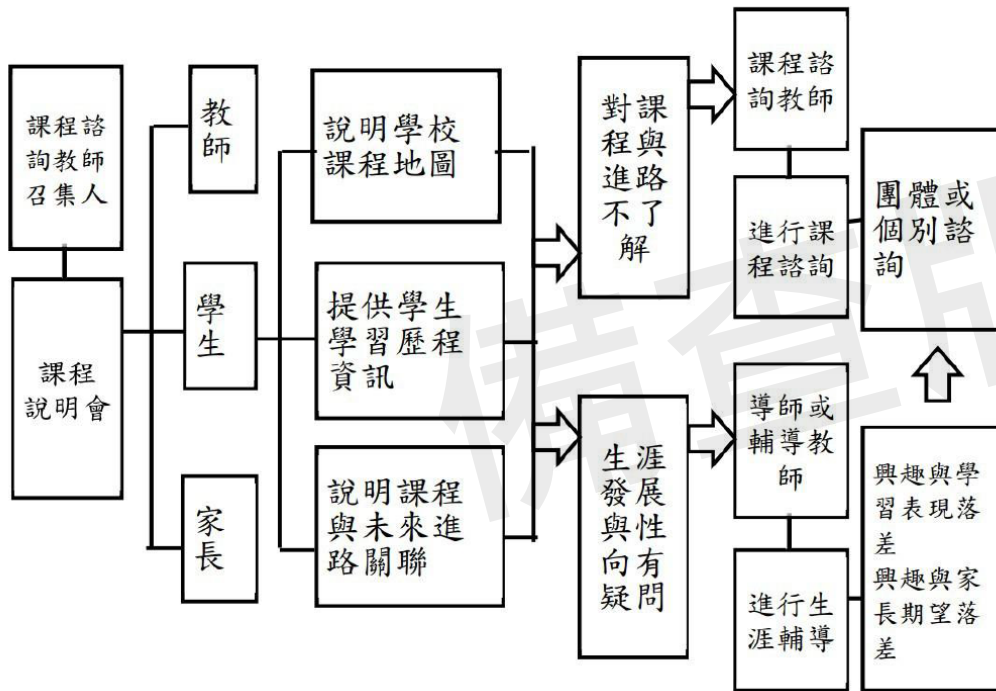 課程諮
詢教師
召集人
課程
說明會
教
師
學
生
家
長
說明學校
課程地圖
提供學生
學習歷程
資訊
說明課程
與未來進
路關聯
對課
程與
進路
不了
解
生涯
發展
與性
向有
疑問
課程諮
詢教師
進行課
程諮詢
團體或
個別諮
詢
導師或
輔導教
師
進行生
涯輔導
興趣與學
習表現落
差
興趣與家
長期望落
差
備查版